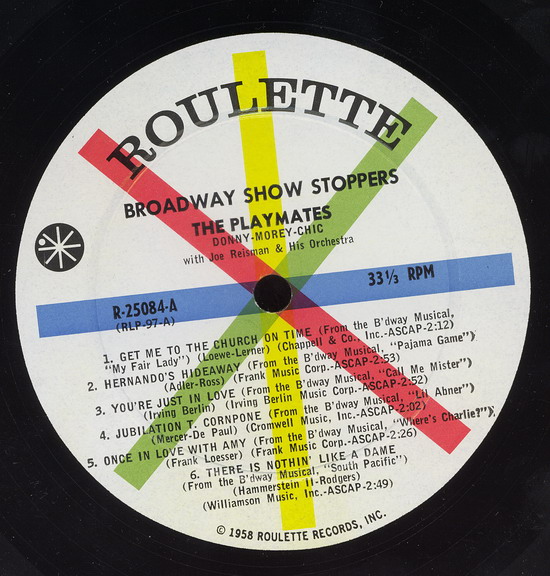 ROULETTE
BROADWAY SHOW STOPPERS
THE PLAYMATES
DONNY-MOREY-CHIC
with Joe Reisman & His Orchestra
33⅓ RPM
R-25084-A
(RLP-97-A)
1. GET ME TO THE CHURCH ON TIME (From the B'dway Musical,
"My Fair Lady") (Loewe-Lerner) (Chappell & Co. Inc.-ASCAP-2:12)
2. HERNANDO'S HIDEAWAY (From the B'dway Musical, "Pajama Game")
(Adler-Ross) (Frank Music Corp.-ASCAP-2:53)
3. YOU'RE JUST IN LOVE (From the B'dway Musical, "Call Me Mister")
(Irving Berlin) (Irving Berlin Music Corp.-ASCAP-2:52)
4. JUBILATION T. CORNPONE (From the B'dway Musical, "Lil Abner")
(Mercer-De Paul) (Cromwell Music, Inc.-ASCAP-2:02)
5. ONCE IN LOVE WITH AMY (From the B'dway Musical, "Where's Charlie?")
(Frank Loesser) (Frank Music Corp.-ASCAP-2:26)
6. THERE IS NOTHIN' LIKE A DAME
(From the B'dway Musical, "South Pacific")
(Hammerstein II-Rodgers)
(Williamson Music, Inc.-ASCAP-2:49)
© 1958 ROULETTE RECORDS, INC.